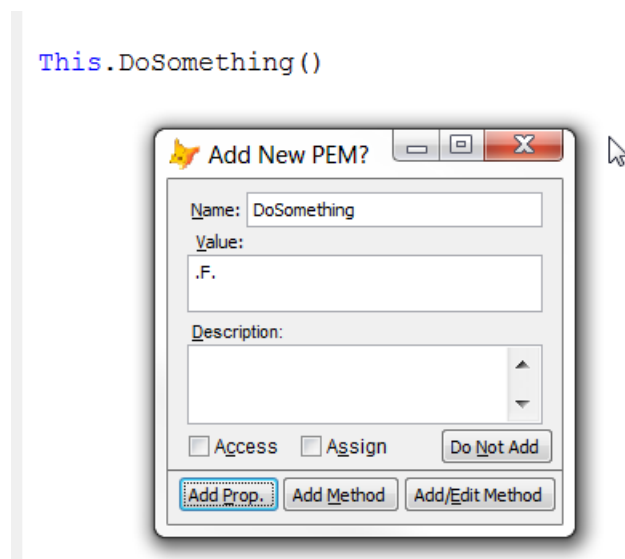 This.DoSomething()
Add New PEM?
Name: DoSomething
Value:
.F.
Description:
Access Assign Do Not Add
Add Prop. Add Method Add/Edit Method